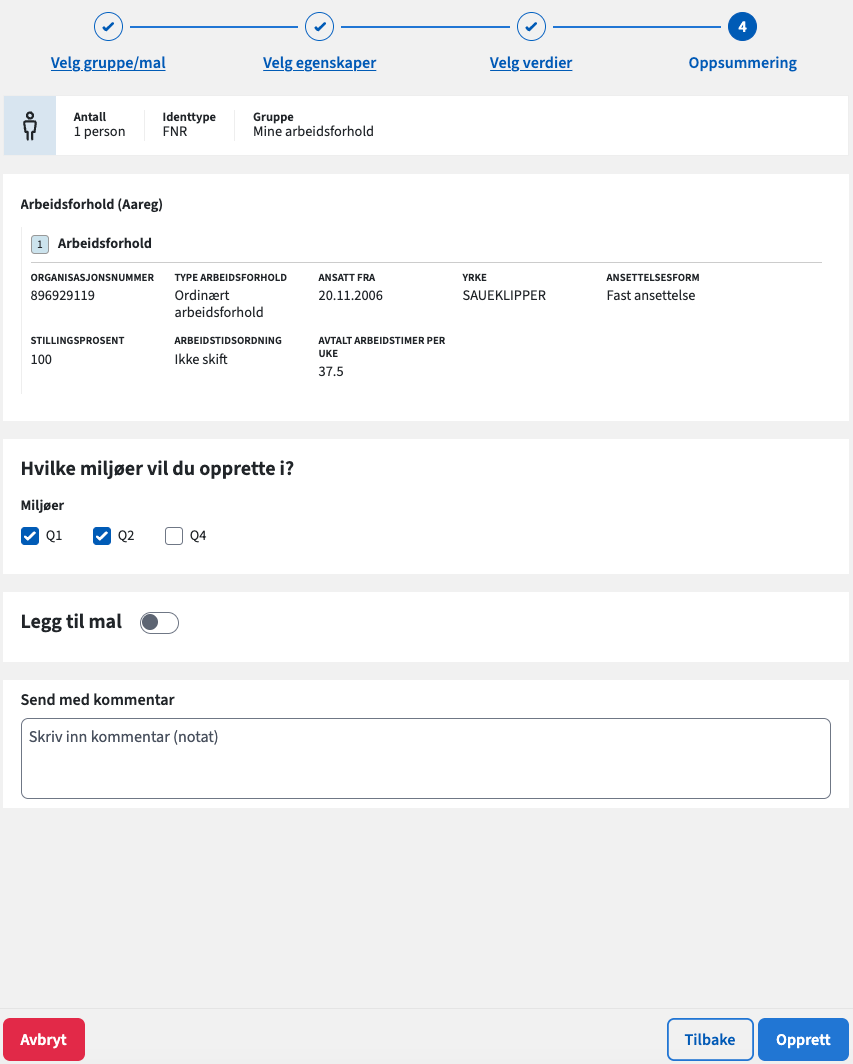 4
Velg gruppe/mal
Velg egenskaper
Velg verdier
Oppsummering
Antall
1 person
Identtype
FNR
Gruppe
Mine arbeidsforhold
Arbeidsforhold (Aareg)
1 Arbeidsforhold
ORGANISASJONSNUMMER
896929119
TYPE ARBEIDSFORHOLD
Ordinært
arbeidsforhold
ANSATT FRA
20.11.2006
YRKE
SAUEKLIPPER
ANSETTELSESFORM
Fast ansettelse
STILLINGSPROSENT
100
ARBEIDSTIDSORDNING
Ikke skift
AVTALT ARBEIDSTIMER PER
UKE
37.5
Hvilke miljøer vil du opprette i?
Miljøer
Q1 Q2 Q4
Legg til mal
Send med kommentar
Skriv inn kommentar (notat)
Avbryt
Tilbake
Opprett